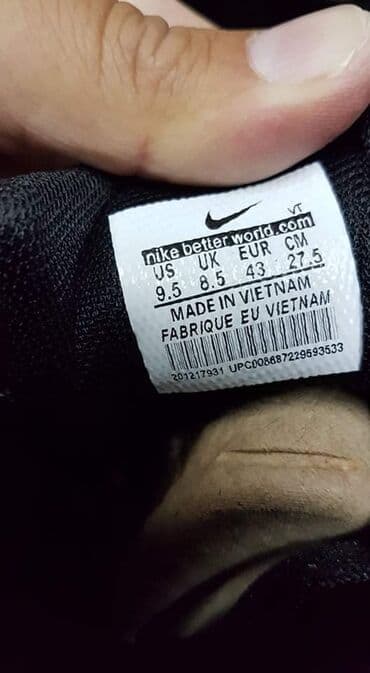 VT
nike better world.com
US UK EUR CM
9.5 8.5 43 27.5
MADE IN VIETNAM
FABRIQUE EU VIETNAM
201217931 UPC008687229593533